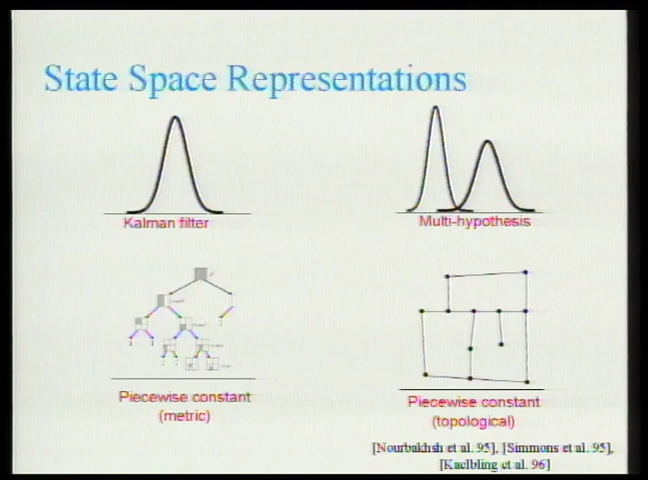 State Space Representations
Kalman filter
Multi-hypothesis
Piecewise constant
(metric)
Piecewise constant
(topological)
[Nourbakhsh et al. 95], [Simmons et al. 95],
[Kaelbling et al. 96]